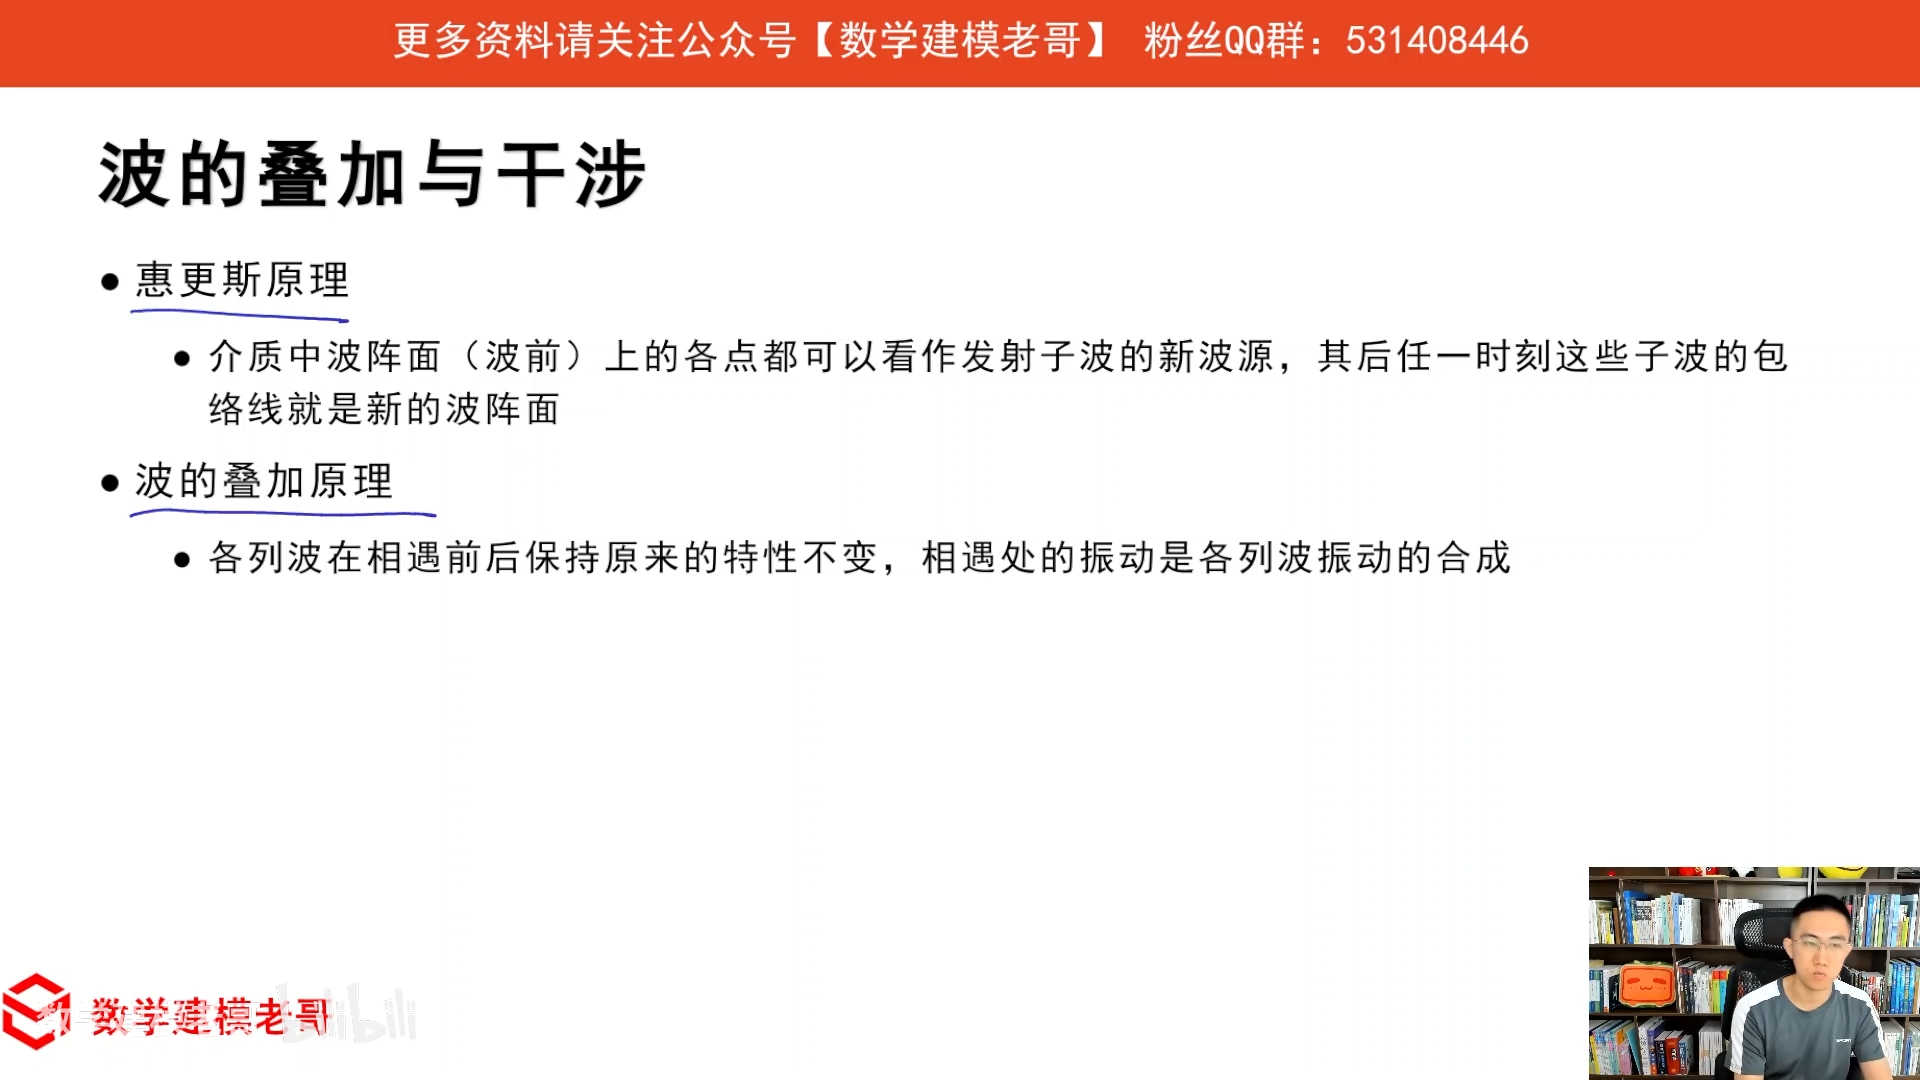 更多资料请关注公众号【数学建模老哥】 粉丝QQ群：531408446
波的叠加与干涉
惠更斯原理
介质中波阵面（波前）上的各点都可以看作发射子波的新波源，其后任一时刻这些子波的包
络线就是新的波阵面
波的叠加原理
各列波在相遇前后保持原来的特性不变，相遇处的振动是各列波振动的合成
数学建模老哥
数学建模老哥 bilibili